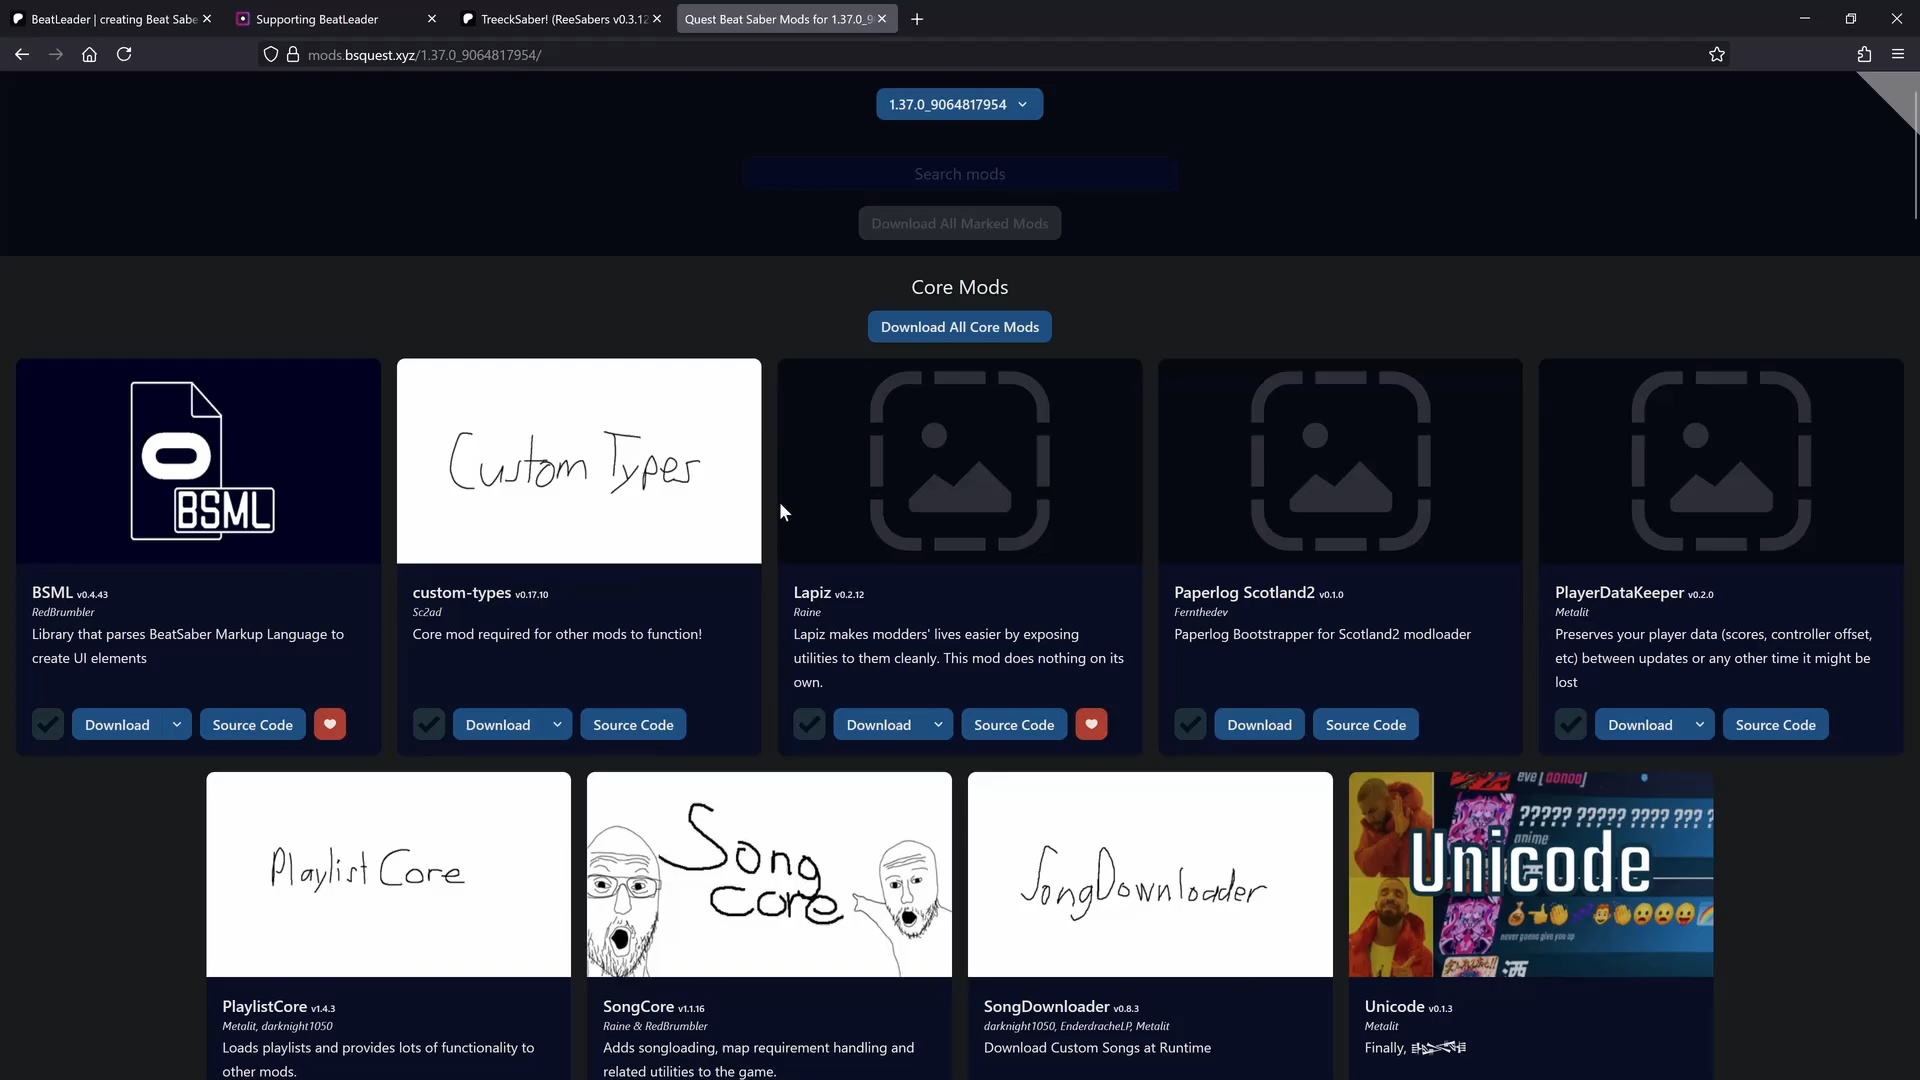 BeatLeader | creating Beat Sabe
Supporting BeatLeader
TreeckSaber! (ReeSabers v0.3.12
Quest Beat Saber Mods for 1.37.0_9
mods.bsquest.xyz/1.37.0_9064817954/
1.37.0_9064817954
Search mods
Download All Marked Mods
Core Mods
Download All Core Mods
BSML
Custom Types
BSML v0.4.43
RedBrumbler
Library that parses BeatSaber Markup Language to
create UI elements
Download
Source Code
custom-types v0.17.10
Sc2ad
Core mod required for other mods to function!
Download
Source Code
Lapiz v0.2.12
Raine
Lapiz makes modders' lives easier by exposing
utilities to them cleanly. This mod does nothing on its
own.
Download
Source Code
Paperlog Scotland2 v0.1.0
Fernthedev
Paperlog Bootstrapper for Scotland2 modloader
Download
Source Code
PlayerDataKeeper v0.2.0
Metalit
Preserves your player data (scores, controller offset,
etc) between updates or any other time it might be
lost
Download
Source Code
Playlist Core
Song
Core
SongDownloader
eve [donod]
????? ????? ???? ??? ?
anime
Unicode
never gonna give you up
酒
PlaylistCore v1.4.3
Metalit, darknight1050
Loads playlists and provides lots of functionality to
other mods.
SongCore v1.1.16
Raine & RedBrumbler
Adds songloading, map requirement handling and
related utilities to the game.
SongDownloader v0.8.3
darknight1050, EnderdracheLP, Metalit
Download Custom Songs at Runtime
Unicode v0.1.3
Metalit
Finally,